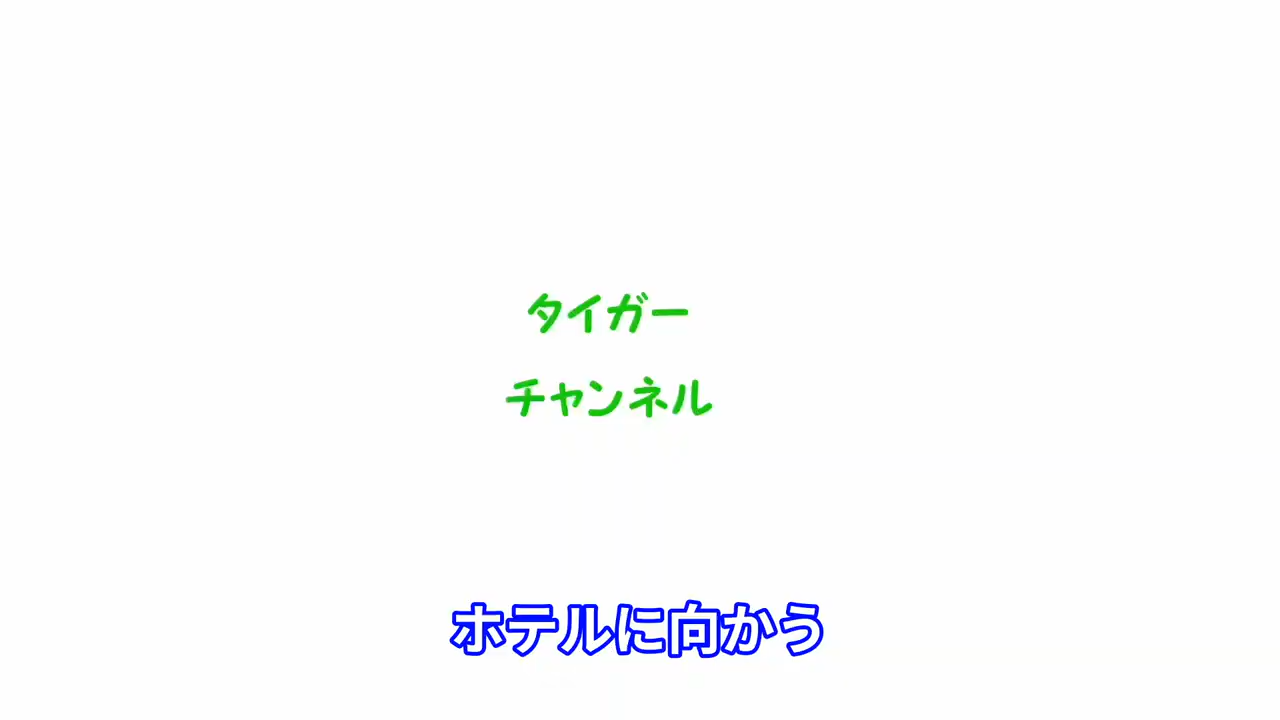 タイガー
チャンネル
ホテルに向かう